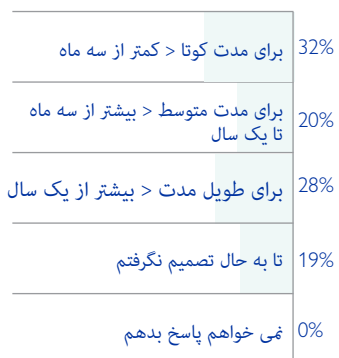 برای مدت کوتا < کمتر از سه ماه 32%
برای مدت متوسط < بیشتر از سه ماه
تا یک سال 20%
برای طویل مدت < بیشتر از یک سال 28%
تا به حال تصمیم نگرفتم 19%
نمی خواهم پاسخ بدهم 0%